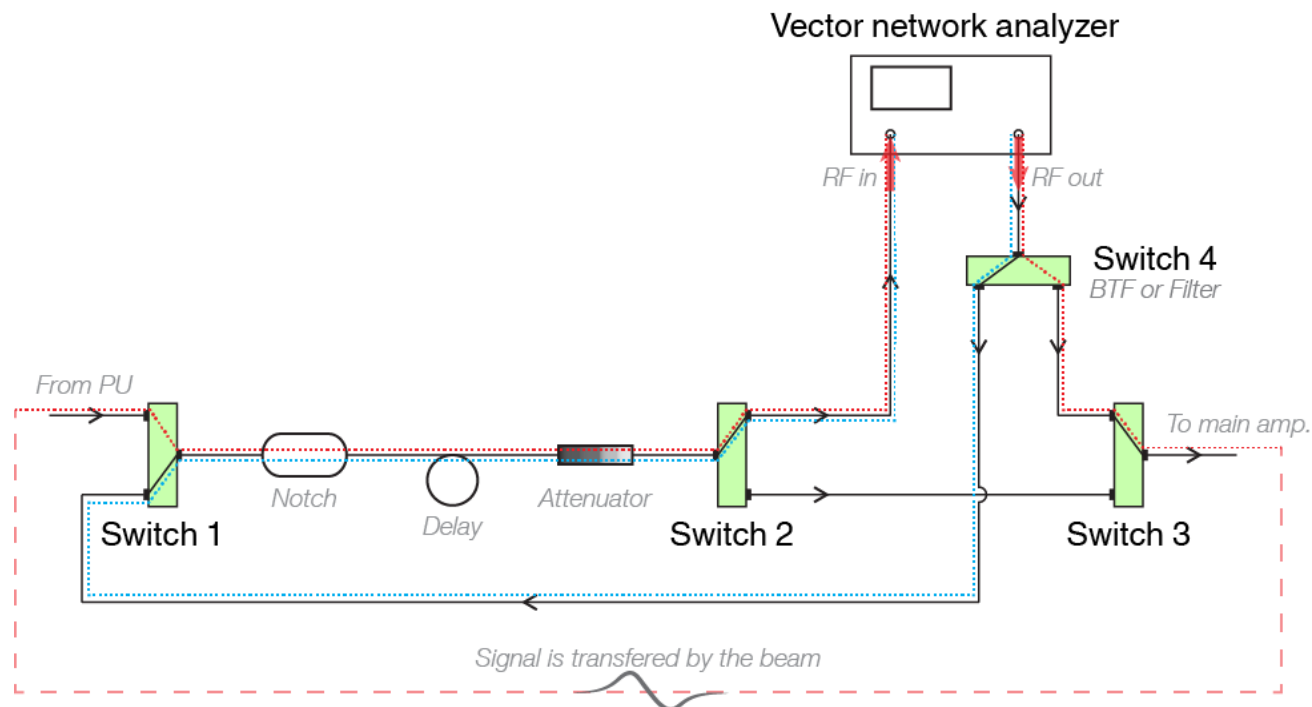 Vector network analyzer
RF in
RF out
Switch 4
BTF or Filter
From PU
To main amp.
Notch
Delay
Attenuator
Switch 1
Switch 2
Switch 3
Signal is transfered by the beam